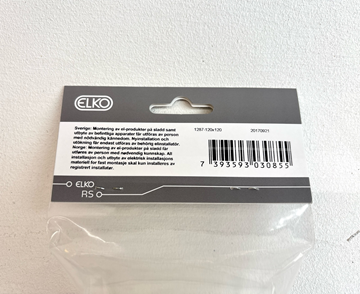 ELKO
Sverige: Montering av el-produkter på sladd samt
utbyte av befintliga apparater får utföras av person
med nödvändig kännedom. Nyinstallation och
utökning får endast utföras av behörig elinstallatör.
Norge: Montering av el-produkter på sladd får
utføres av person med nødvendig kunnskap. All
installasjon och utbyte av elektrisk installasjons
materiell for fast montasje skal kun installeres av
registrert installatør.
1287-120x120 20170821
7 393593 030855
ELKO
RS